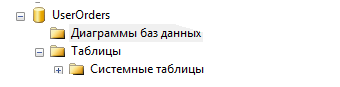 UserOrders
Диаграммы баз данных
Таблицы
Системные таблицы